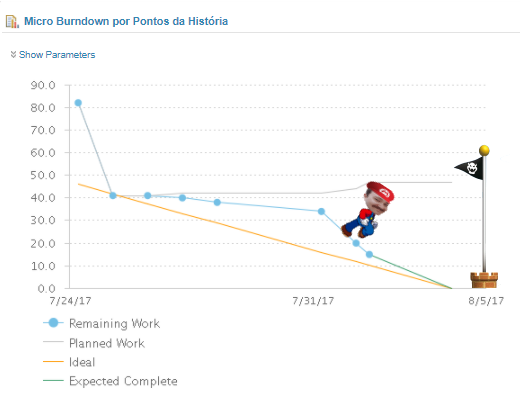 Micro Burndown por Pontos da História
Show Parameters
90.0
80.0
70.0
60.0
50.0
40.0
30.0
20.0
10.0
0.0
7/24/17 7/31/17 8/5/17
Remaining Work
Planned Work
Ideal
Expected Complete